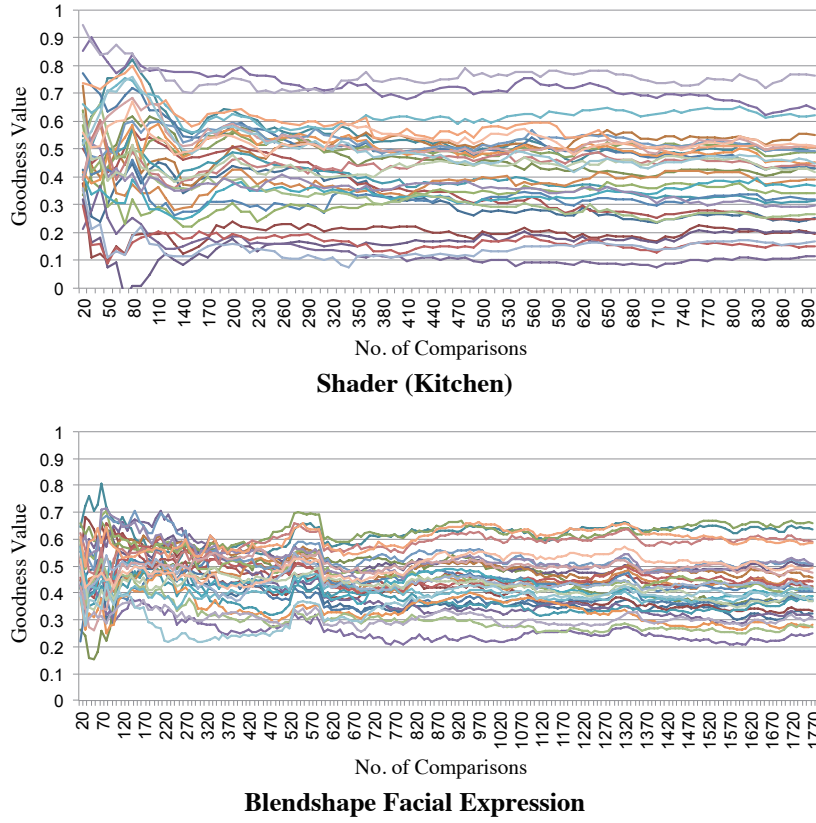 1
0.9
0.8
0.7
0.6
0.5
0.4
0.3
0.2
0.1
0
Goodness Value
20 50 80 110 140 170 200 230 260 290 320 350 380 410 440 470 500 530 560 590 620 650 680 710 740 770 800 830 860 890
No. of Comparisons
Shader (Kitchen)
1
0.9
0.8
0.7
0.6
0.5
0.4
0.3
0.2
0.1
0
Goodness Value
20 70 120 170 220 270 320 370 420 470 520 570 620 670 720 770 820 870 920 970 1020 1070 1120 1170 1220 1270 1320 1370 1420 1470 1520 1570 1620 1670 1720 1770
No. of Comparisons
Blendshape Facial Expression